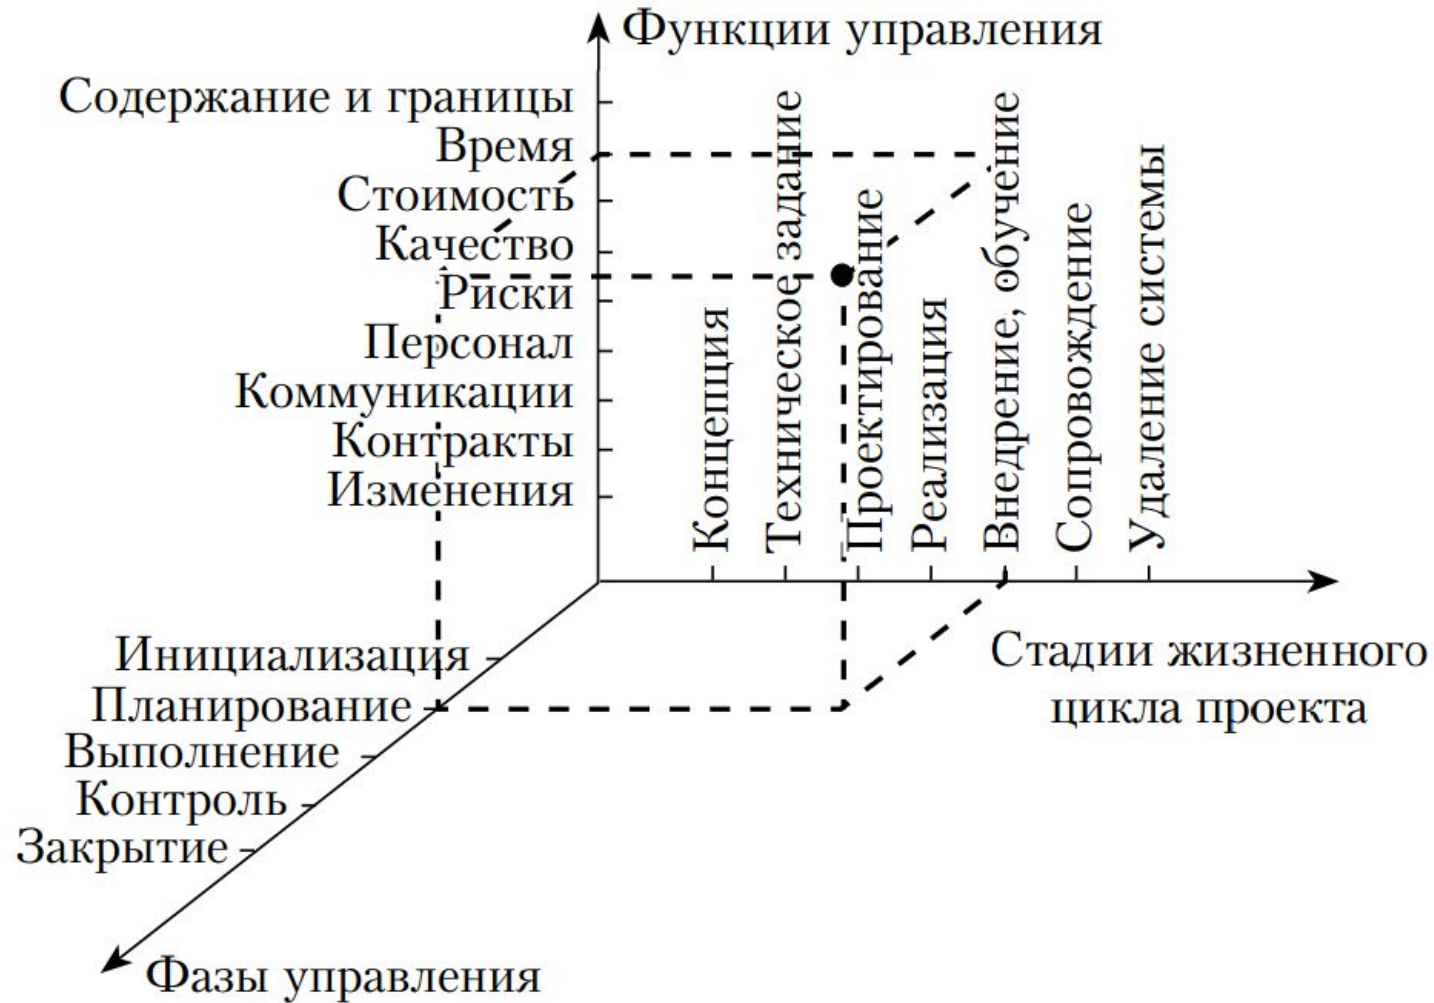 Функции управления
Содержание и границы
Время
Стоимость
Качество
Риски
Персонал
Коммуникации
Контракты
Изменения
Концепция
Техническое задание
Проектирование
Реализация
Внедрение, обучение
Сопровождение
Удаление системы
Стадии жизненного
цикла проекта
Инициализация
Планирование
Выполнение
Контроль
Закрытие
Фазы управления